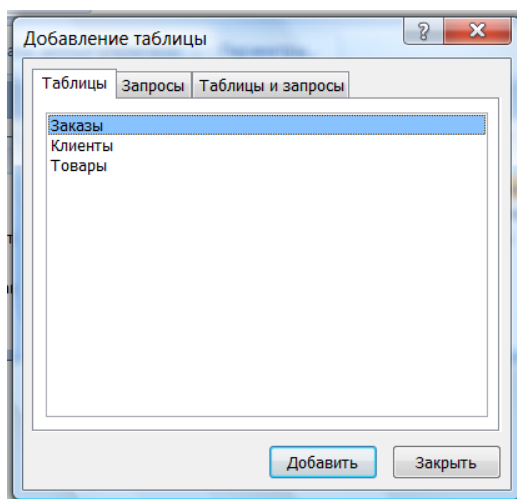 Добавление таблицы
Таблицы Запросы Таблицы и запросы
Заказы
Клиенты
Товары
Добавить Закрыть